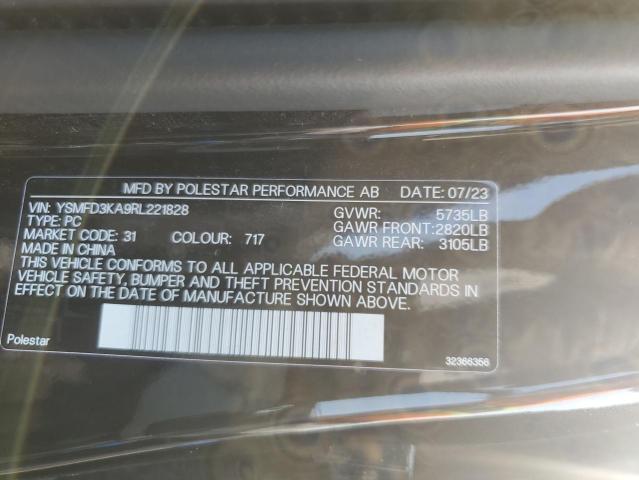 MFD BY POLESTAR PERFORMANCE AB DATE: 07/23
VIN: YSMFD3KA9RL221828
TYPE: PC
MARKET CODE: 31 COLOUR: 717
MADE IN CHINA
GVWR: 5735LB
GAWR FRONT:2820LB
GAWR REAR: 3105LB
THIS VEHICLE CONFORMS TO ALL APPLICABLE FEDERAL MOTOR
VEHICLE SAFETY, BUMPER AND THEFT PREVENTION STANDARDS IN
EFFECT ON THE DATE OF MANUFACTURE SHOWN ABOVE.
Polestar 32366356